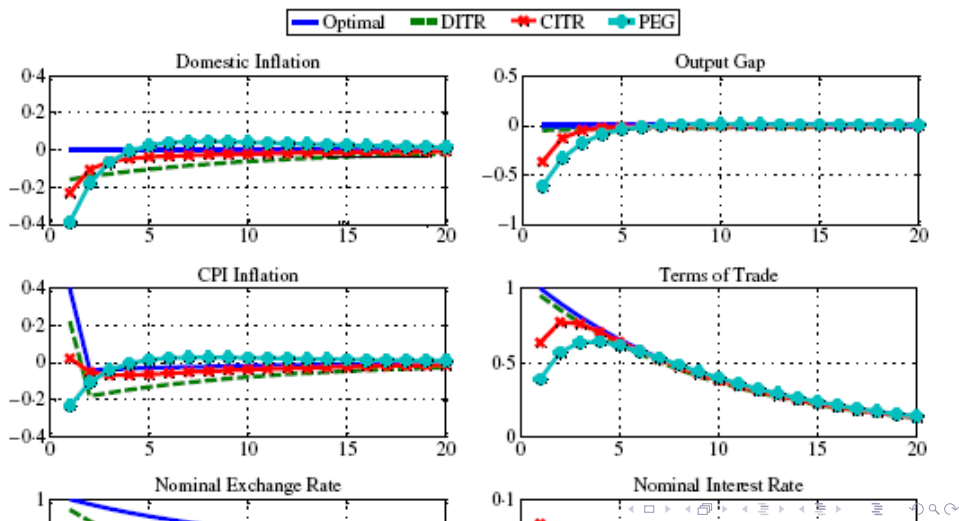 Optimal DITR CITR PEG
Domestic Inflation
0·4
0·2
0
−0·2
−0·4
0 5 10 15 20
Output Gap
0·5
0
−0·5
−1
0 5 10 15 20
CPI Inflation
0·4
0·2
0
−0·2
−0·4
0 5 10 15 20
Terms of Trade
1
0·5
0
0 5 10 15 20
Nominal Exchange Rate
1
Nominal Interest Rate
0·1